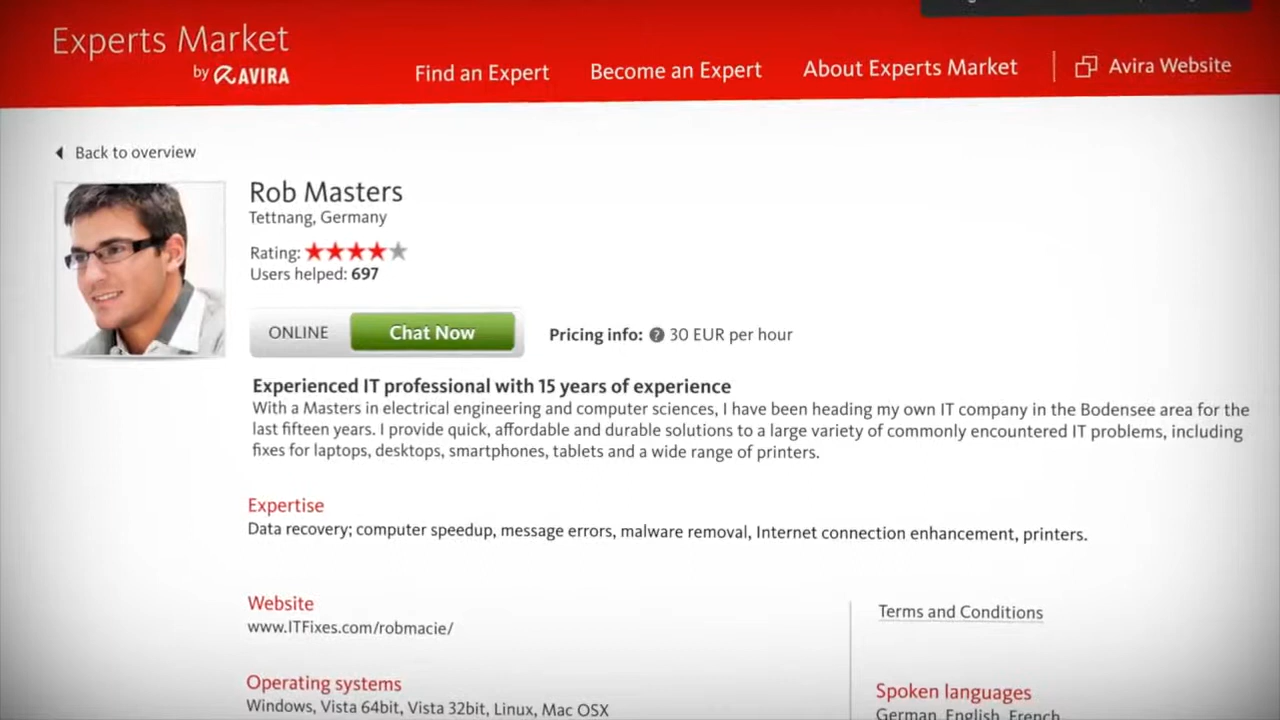 Experts Market
by AVIRA
Find an Expert
Become an Expert
About Experts Market
Avira Website
Back to overview
Rob Masters
Tettnang, Germany
Rating:
Users helped: 697
ONLINE
Chat Now
Pricing info: ? 30 EUR per hour
Experienced IT professional with 15 years of experience
With a Masters in electrical engineering and computer sciences, I have been heading my own IT company in the Bodensee area for the
last fifteen years. I provide quick, affordable and durable solutions to a large variety of commonly encountered IT problems, including
fixes for laptops, desktops, smartphones, tablets and a wide range of printers.
Expertise
Data recovery; computer speedup, message errors, malware removal, Internet connection enhancement, printers.
Website
www.ITFixes.com/robmacie/
Terms and Conditions
Operating systems
Windows, Vista 64bit, Vista 32bit, Linux, Mac OSX
Spoken languages
German, English, French